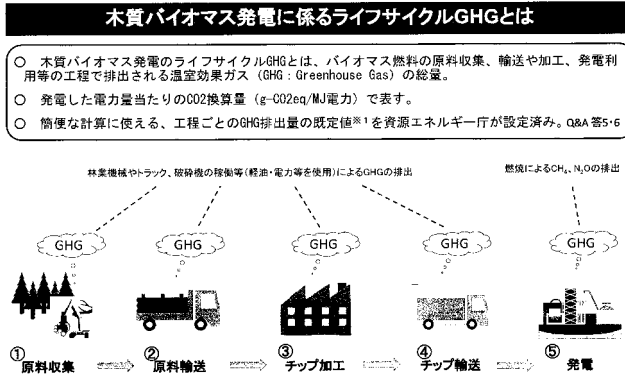 木質バイオマス発電に係るライフサイクルGHGとは
○ 木質バイオマス発電のライフサイクルGHGとは、バイオマス燃料の原料収集、輸送や加工、発電利
用等の工程で排出される温室効果ガス（GHG：Greenhouse Gas）の総量。
○ 発電した電力量当たりのCO2換算量（g-CO2eq/MJ電力）で表す。
○ 簡便な計算に使える、工程ごとのGHG排出量の既定値※1を資源エネルギー庁が設定済み。Q&A答5・6
林業機械やトラック、破砕機の稼働等（軽油・電力等を使用）によるGHGの排出
燃焼によるCH₄、N₂Oの排出
GHG
GHG
GHG
GHG
GHG
①原料収集
②原料輸送
③チップ加工
④チップ輸送
⑤発電